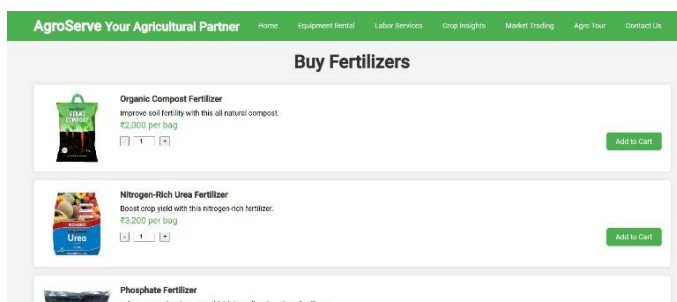 AgroServe Your Agricultural Partner
Home
Equipment Rental
Labor Services
Crop Insights
Market Trading
Agro Tour
Contact Us
Buy Fertilizers
Organic Compost Fertilizer
Improve soil fertility with this all-natural compost.
₹2,000 per bag
- 1 +
Add to Cart
VERMI
COMPOST
Nitrogen-Rich Urea Fertilizer
Boost crop yield with this nitrogen-rich fertilizer.
₹3,200 per bag
- 1 +
Add to Cart
Urea
Phosphate Fertilizer